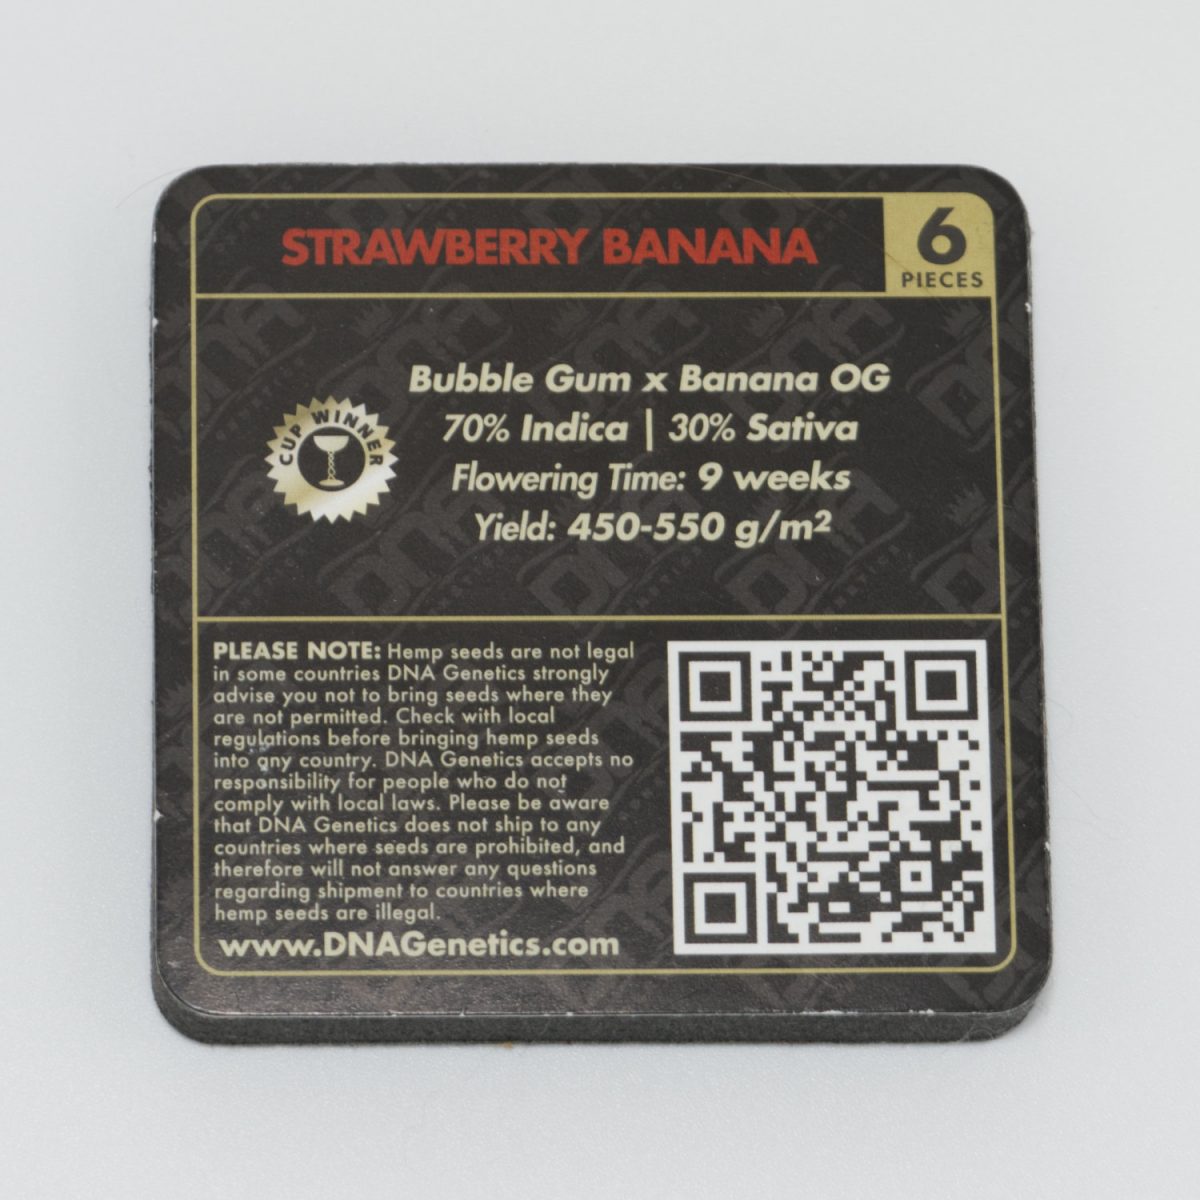 STRAWBERRY BANANA
6
PIECES
Bubble Gum x Banana OG
70% Indica | 30% Sativa
Flowering Time: 9 weeks
Yield: 450-550 g/m²
CUP WINNER
PLEASE NOTE: Hemp seeds are not legal
in some countries DNA Genetics strongly
advise you not to bring seeds where they
are not permitted. Check with local
regulations before bringing hemp seeds
into any country. DNA Genetics accepts no
responsibility for people who do not
comply with local laws. Please be aware
that DNA Genetics does not ship to any
countries where seeds are prohibited, and
therefore will not answer any questions
regarding shipment to countries where
hemp seeds are illegal.
www.DNAGenetics.com